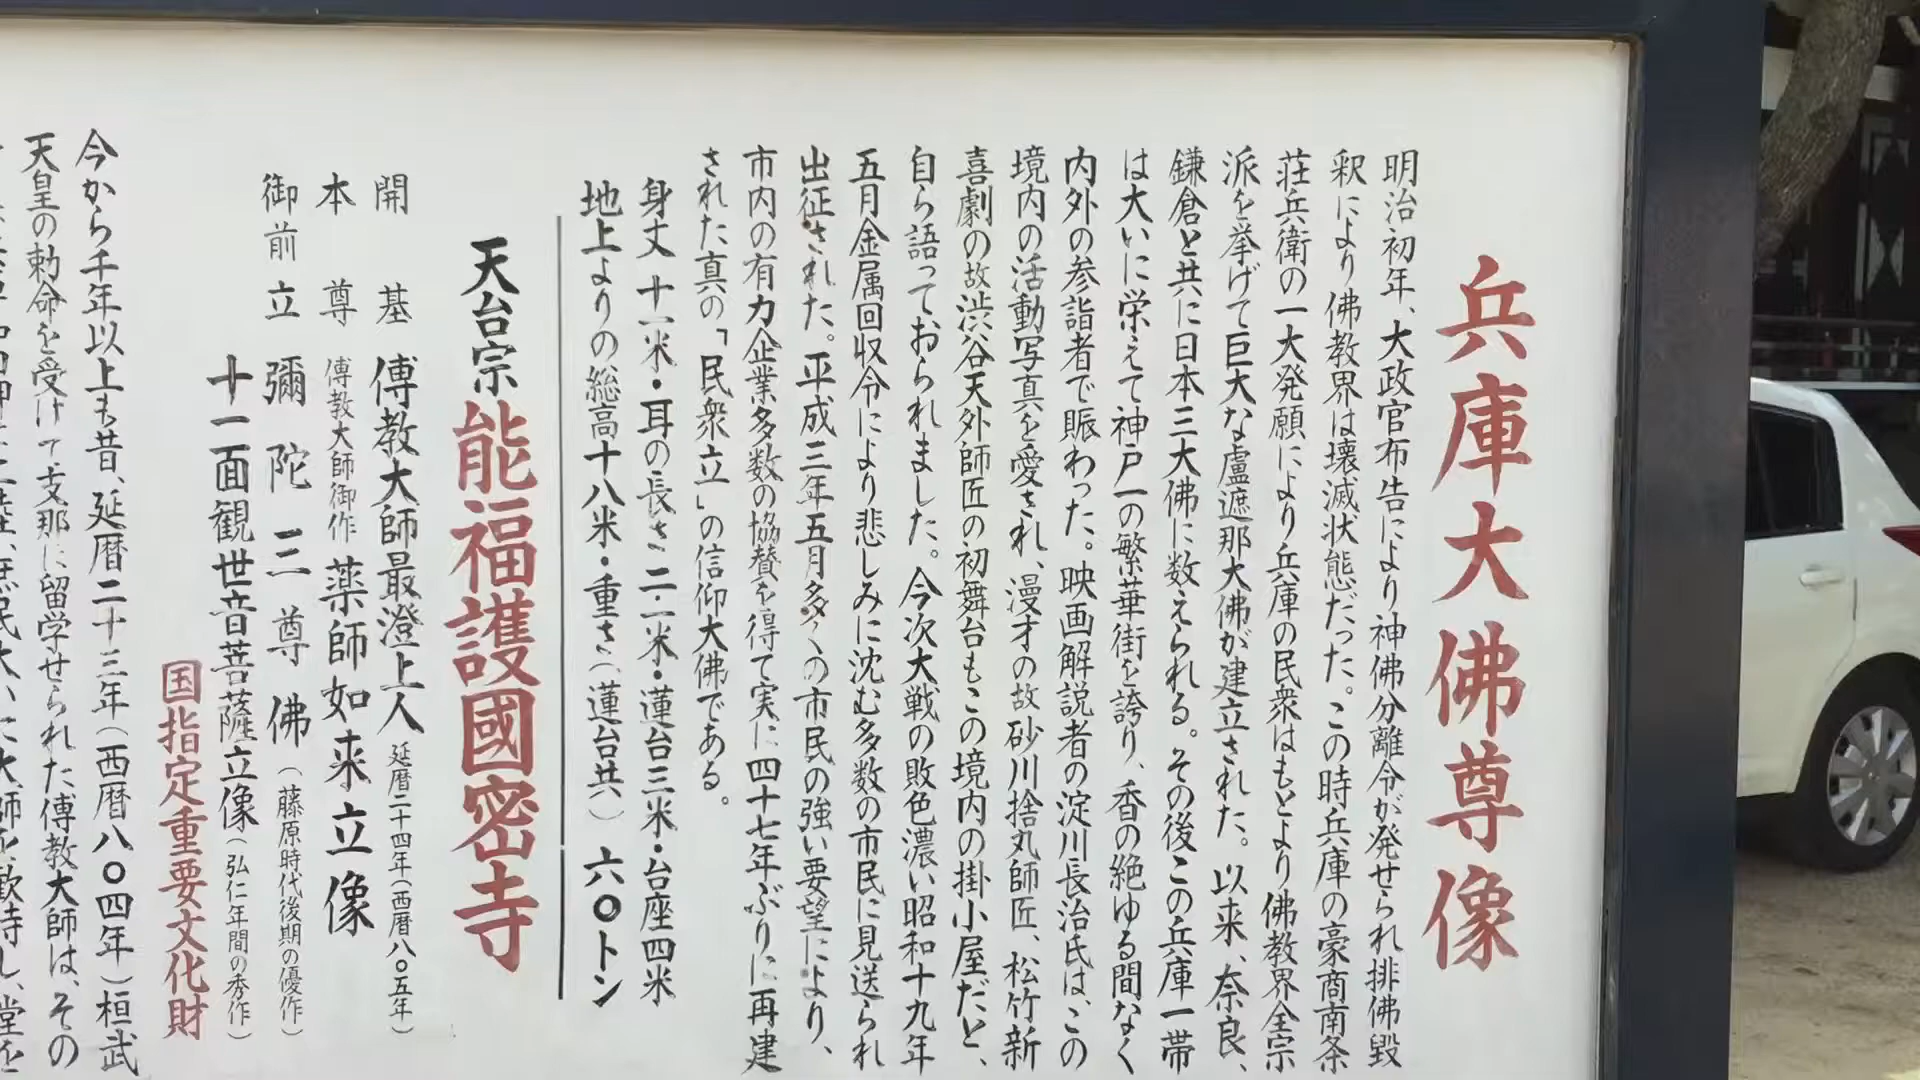 兵庫大佛尊像
明治初年、大政官布告により神佛分離令が発せられ排佛毀
釈により佛教界は壊滅状態だった。この時兵庫の豪商南条
荘兵衛の一大発願により兵庫の民衆はもとより佛教界全宗
派を挙げて巨大な盧遮那大佛が建立された。以来、奈良、
鎌倉と共に日本三大佛に数えられる。その後この兵庫一帯
は大いに栄えて神戸一の繁華街を誇り、香の絶ゆる間なく
内外の参詣者で賑わった。映画解説者の淀川長治氏は、この
境内の活動写真を愛され、漫才の故砂川捨丸師匠、松竹新
喜劇の故渋谷天外師匠の初舞台もこの境内の掛小屋だと、
自ら語っておられました。今次大戦の敗色濃い昭和十九年
五月金属回収令により悲しみに沈む多数の市民に見送られ
出征された。平成三年五月多くの市民の強い要望により、
市内の有力企業多数の協賛を得て実に四十七年ぶりに再建
された真の「民衆立」の信仰大佛である。
身丈十一米・耳の長さ二・一米・蓮台三米・台座四米
地上よりの総高十八米・重さ(蓮台共)六〇トン
天台宗能福護國密寺
開基 傳教大師最澄上人 延暦二十四年(西暦八〇五年)
本尊 傳教大師御作 薬師如来立像
御前立 彌陀三尊佛 (藤原時代後期の優作)
十一面観世音菩薩立像 (弘仁年間の秀作)
国指定重要文化財
今から千年以上も昔、延暦二十三年(西暦八〇四年)桓武
天皇の勅命を受けて支那に留学せられた傳教大師は、その